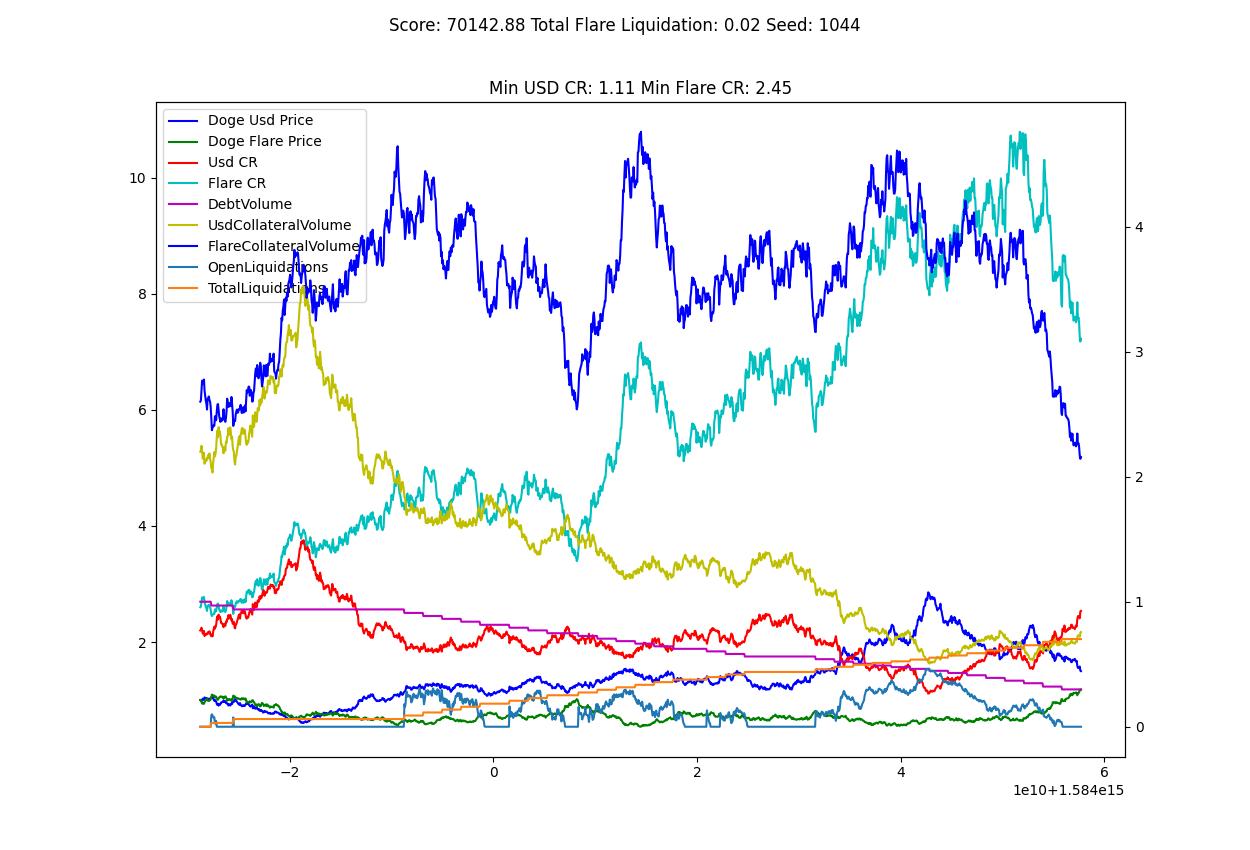 Score: 70142.88 Total Flare Liquidation: 0.02 Seed: 1044
Min USD CR: 1.11 Min Flare CR: 2.45
Doge Usd Price
Doge Flare Price
Usd CR
Flare CR
DebtVolume
UsdCollateralVolume
FlareCollateralVolume
OpenLiquidations
TotalLiquidations
10
8
6
4
2
4
3
2
1
0
−2
0
2
4
6
1e10+1.584e15